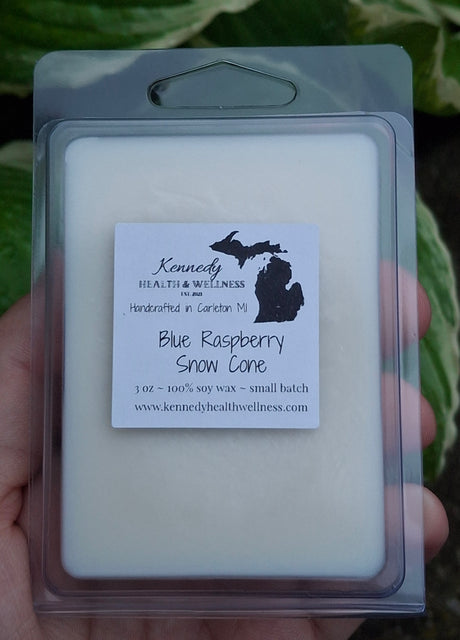 Kennedy
HEALTH & WELLNESS
EST. 2021
Handcrafted in Carleton MI
Blue Raspberry
Snow Cone
3 oz ~ 100% soy wax ~ small batch
www.kennedyhealthwellness.com